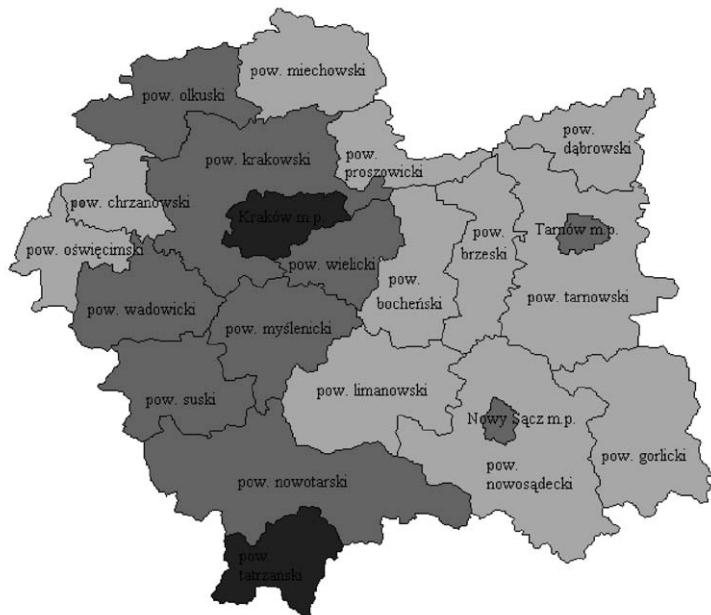 pow. miechowski
pow. olkuski
pow.
dąbrowski
pow. krakowski
pow.
proszowicki
pow. chrzanowski
Kraków m.p.
Tarnów m.p.
pow. oświęcimski
pow. wielicki
pow.
brzeski
pow.
bocheński
pow. tarnowski
pow. wadowicki
pow. myślenicki
pow. suski
pow. limanowski
Nowy Sącz m.p.
pow. gorlicki
pow.
nowosądecki
pow. nowotarski
pow.
tatrzański